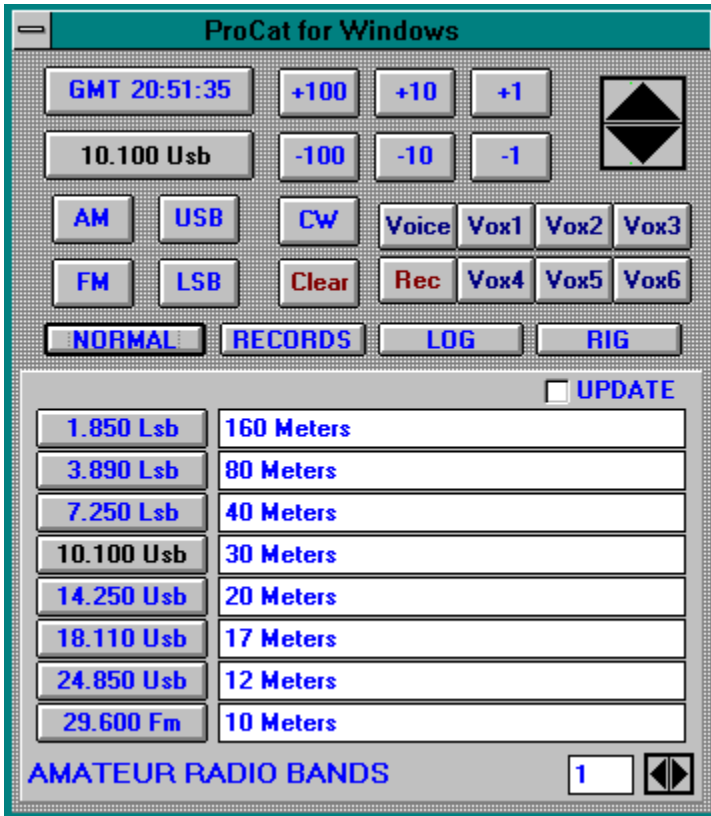 ProCat for Windows
GMT 20:51:35 +100 +10 +1
10.100 Usb -100 -10 -1
AM USB CW Voice Vox1 Vox2 Vox3
FM LSB Clear Rec Vox4 Vox5 Vox6
NORMAL RECORDS LOG RIG
UPDATE
1.850 Lsb 160 Meters
3.890 Lsb 80 Meters
7.250 Lsb 40 Meters
10.100 Usb 30 Meters
14.250 Usb 20 Meters
18.110 Usb 17 Meters
24.850 Usb 12 Meters
29.600 Fm 10 Meters
AMATEUR RADIO BANDS 1